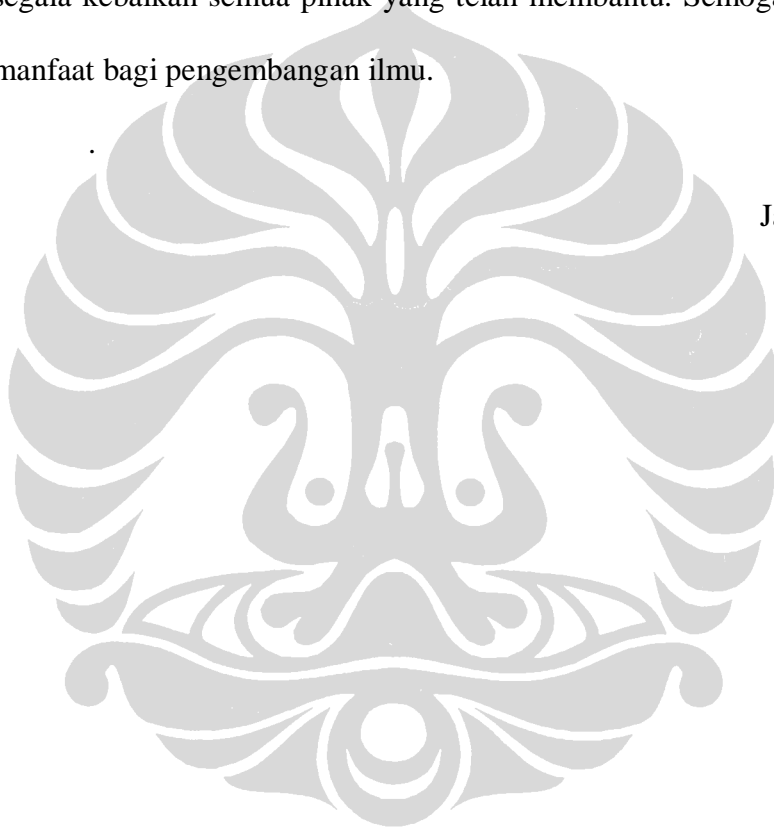 segala kebaikan semua pihak yang telah membantu. Semoga
manfaat bagi pengembangan ilmu.
.